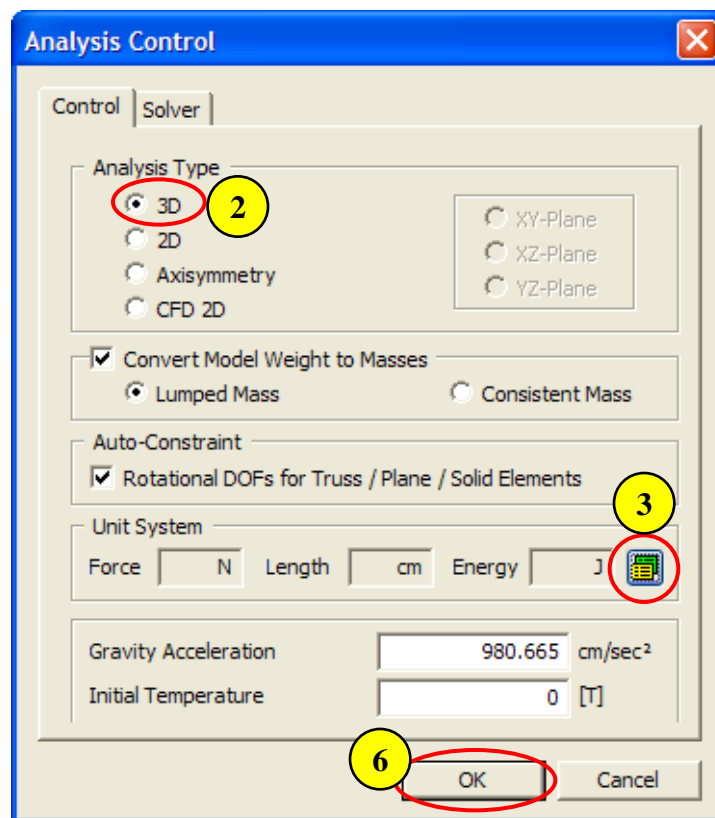 Analysis Control
Control Solver
Analysis Type
3D 2 XY-Plane
2D XZ-Plane
Axisymmetry YZ-Plane
CFD 2D
Convert Model Weight to Masses
Lumped Mass Consistent Mass
Auto-Constraint
Rotational DOFs for Truss / Plane / Solid Elements
3
Unit System
Force N Length cm Energy J
Gravity Acceleration 980.665 cm/sec²
Initial Temperature 0 [T]
6 OK Cancel